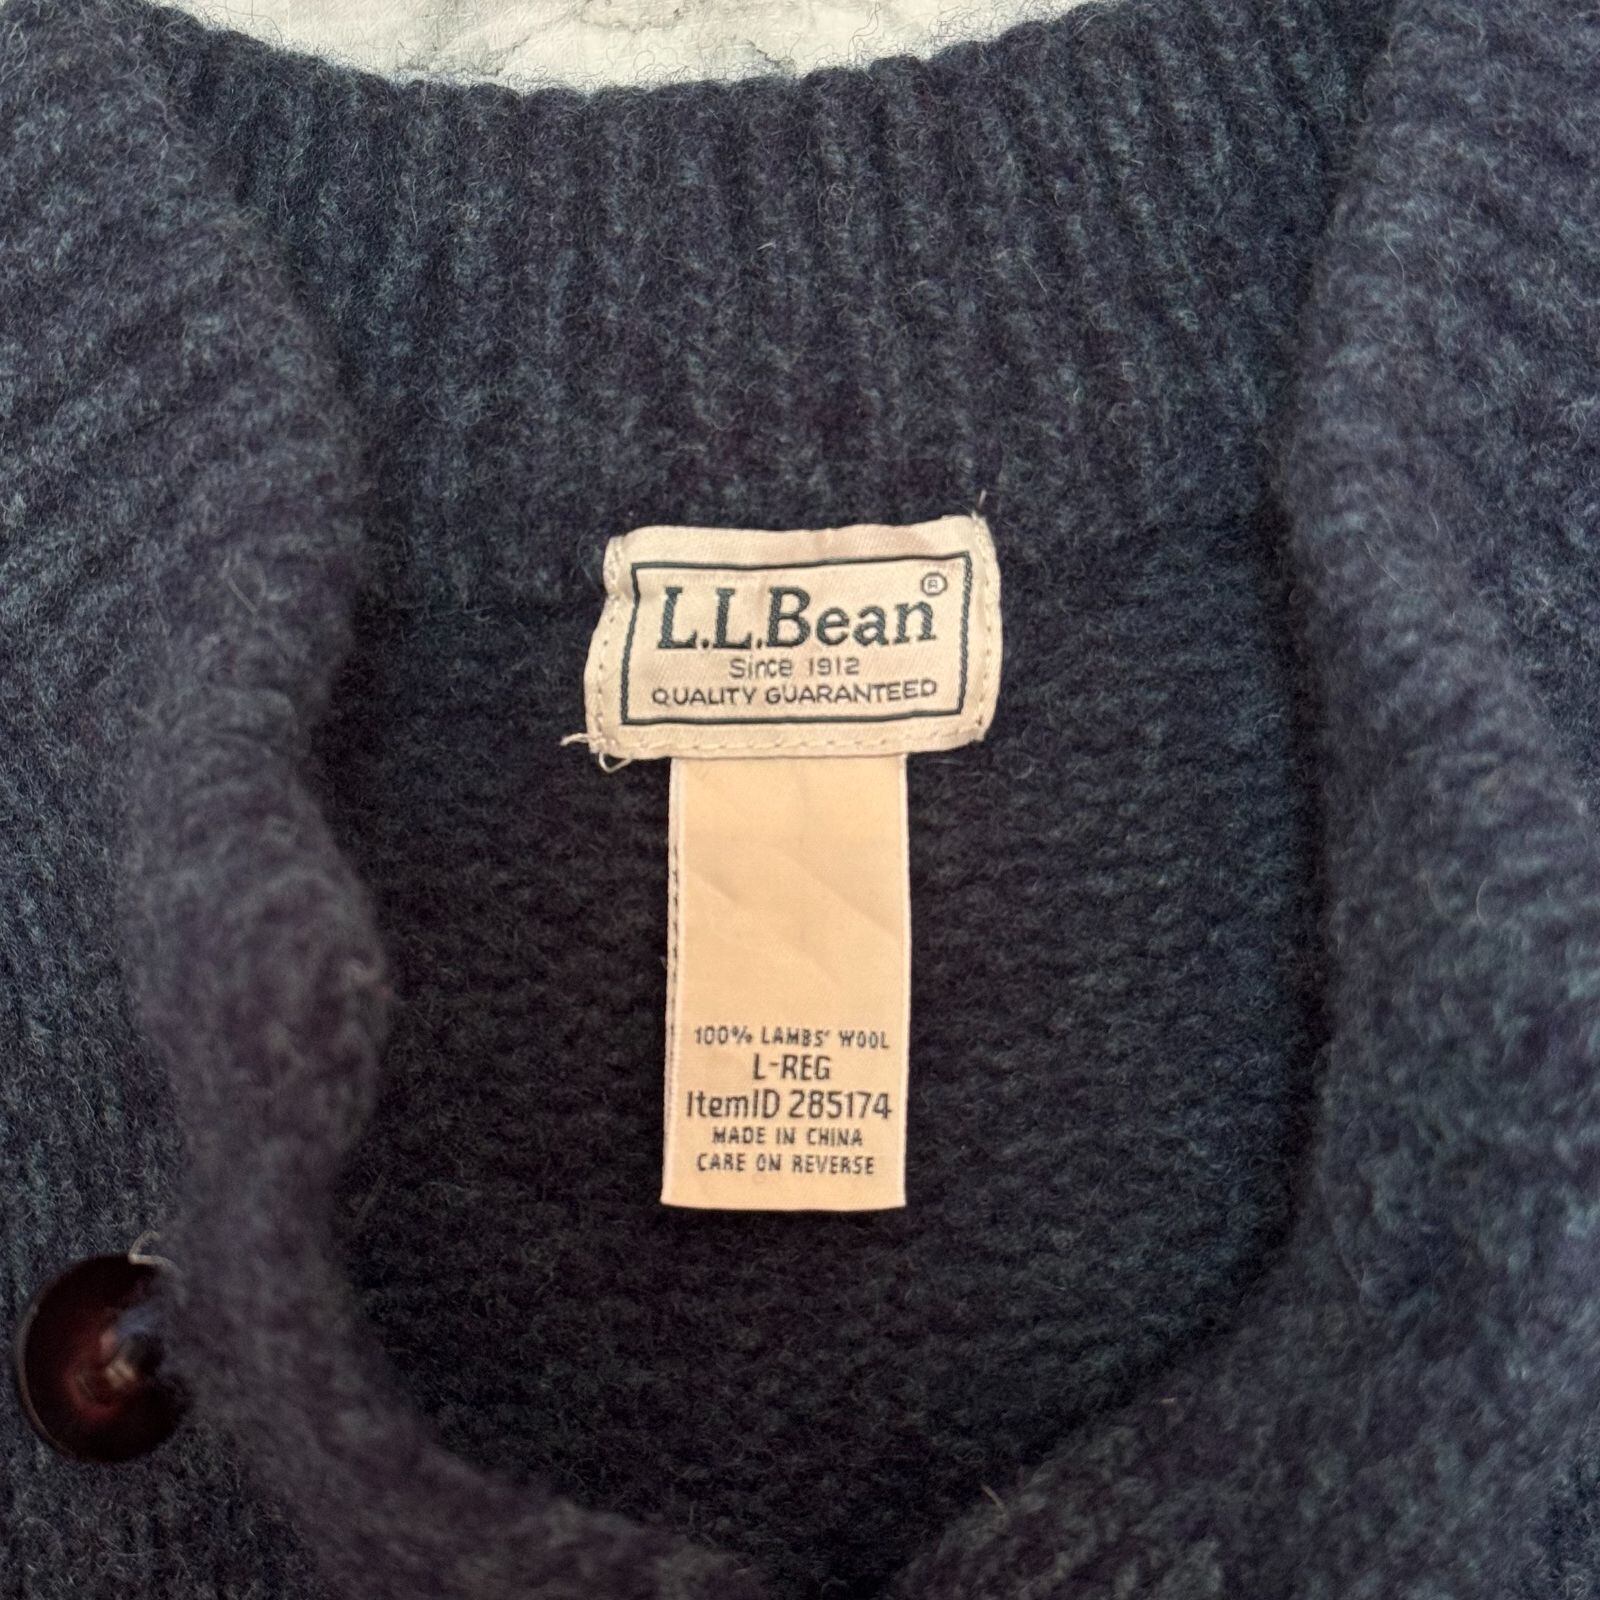 L.L.Bean®
Since 1912
QUALITY GUARANTEED
100% LAMBS' WOOL
L-REG
ItemID 285174
MADE IN CHINA
CARE ON REVERSE